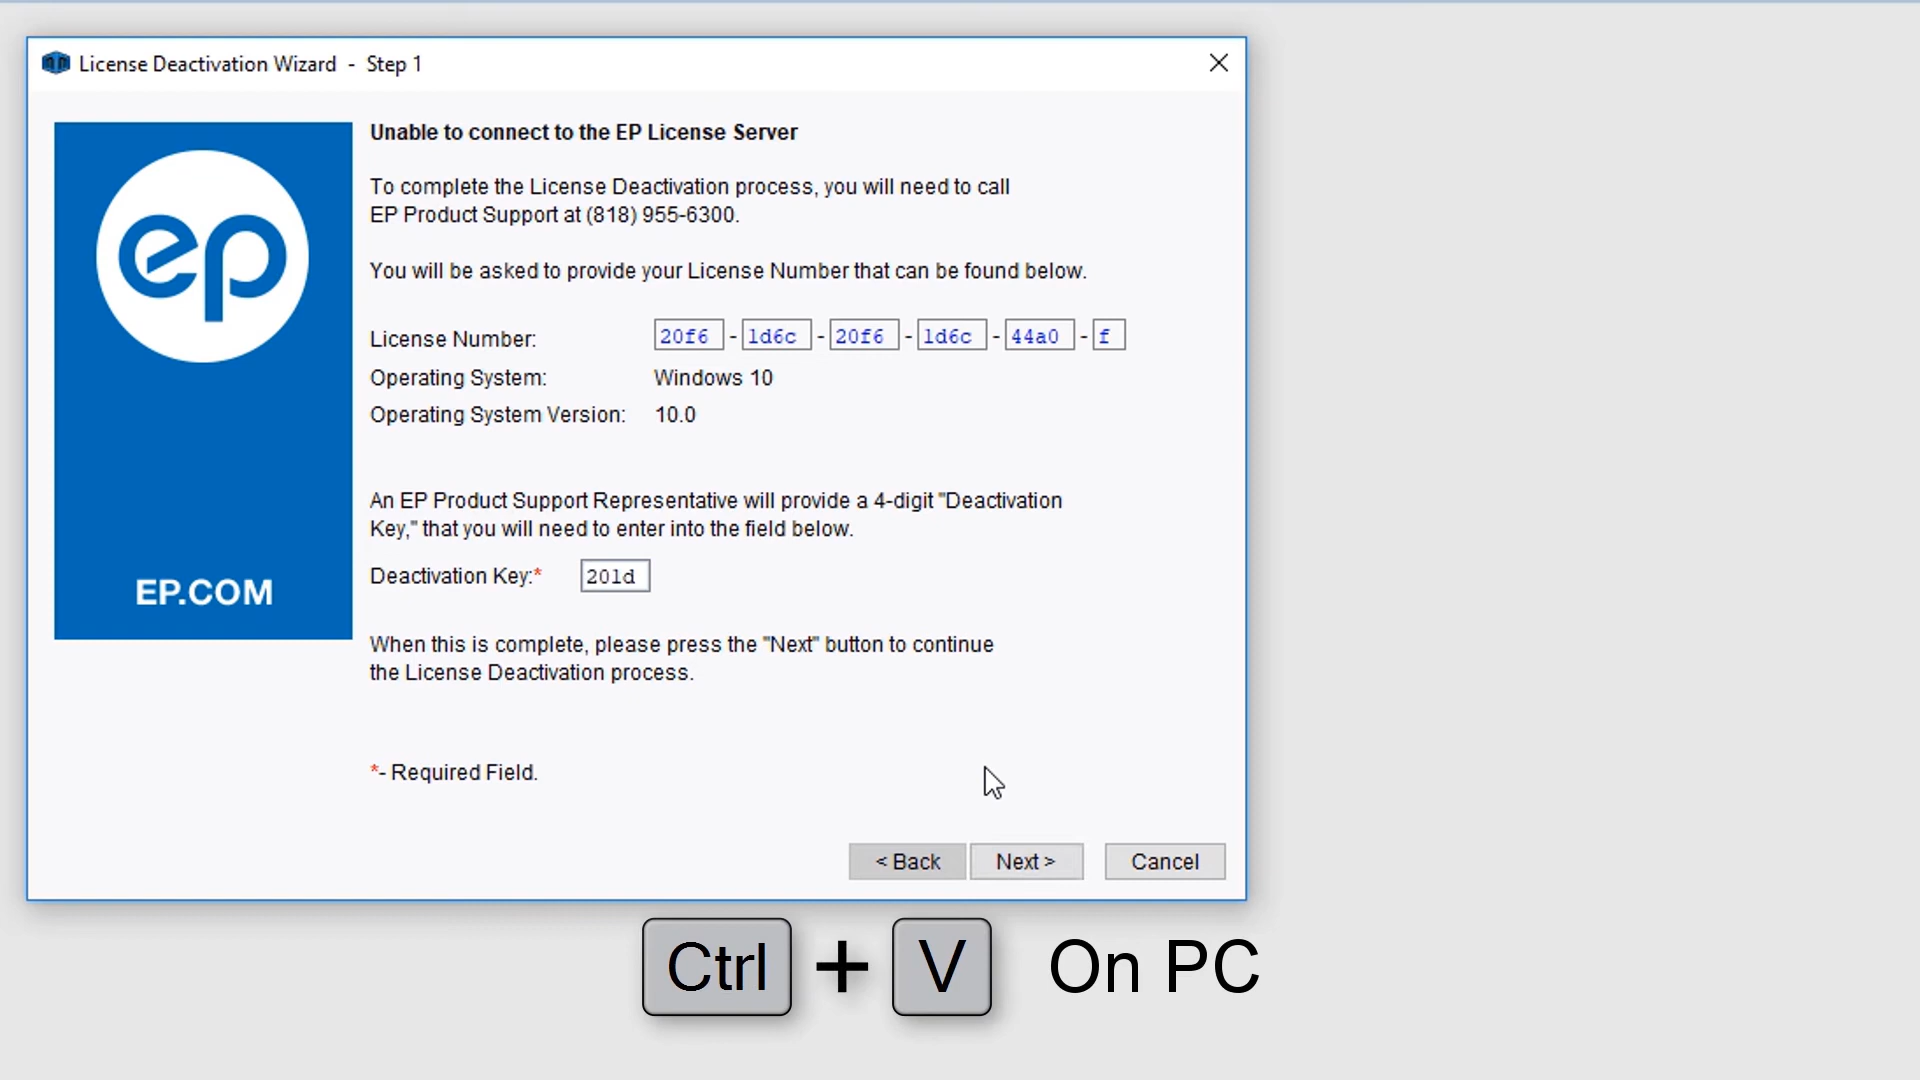 License Deactivation Wizard - Step 1
Unable to connect to the EP License Server
To complete the License Deactivation process, you will need to call
EP Product Support at (818) 955-6300.
You will be asked to provide your License Number that can be found below.
License Number: 20f6 - 1d6c - 20f6 - 1d6c - 44a0 - f
Operating System: Windows 10
Operating System Version: 10.0
An EP Product Support Representative will provide a 4-digit "Deactivation
Key," that you will need to enter into the field below.
Deactivation Key:* 201d
When this is complete, please press the "Next" button to continue
the License Deactivation process.
*- Required Field.
ep
EP.COM
< Back Next > Cancel
Ctrl + V On PC